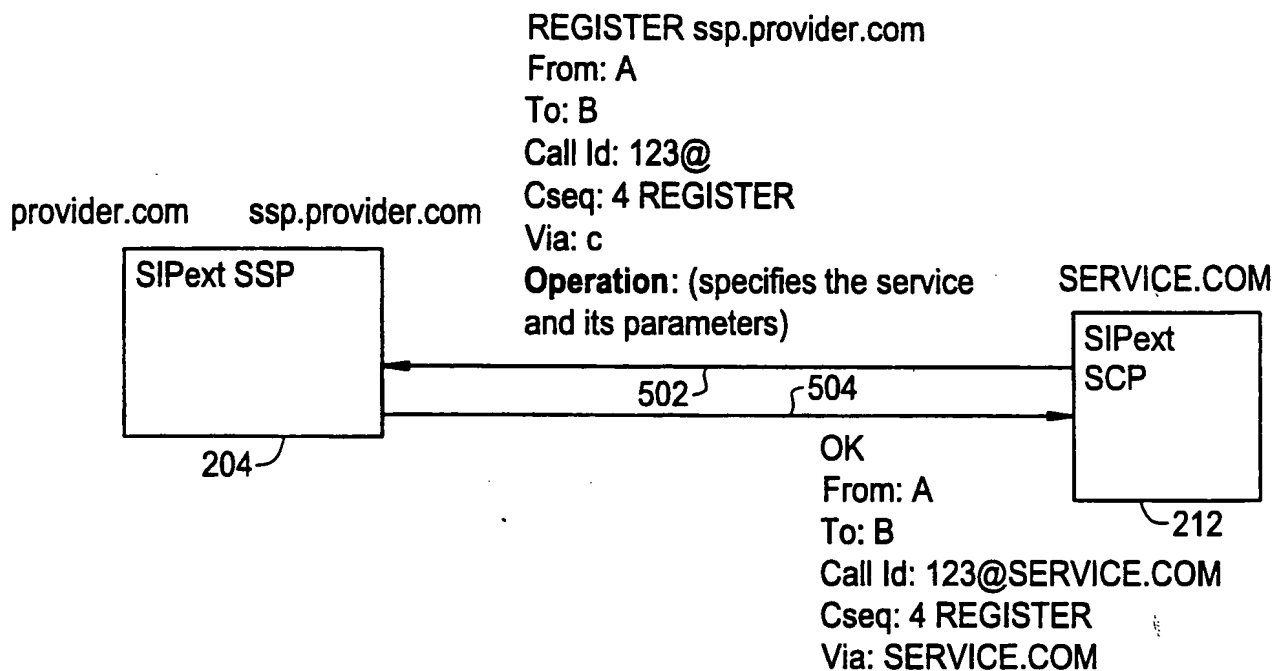 REGISTER ssp.provider.com
From: A
To: B
Call Id: 123@
Cseq: 4 REGISTER
Via: c
Operation: (specifies the service
and its parameters)
provider.com ssp.provider.com
SIPext SSP
204
SERVICE.COM
SIPext
SCP
212
502
504
OK
From: A
To: B
Call Id: 123@SERVICE.COM
Cseq: 4 REGISTER
Via: SERVICE.COM